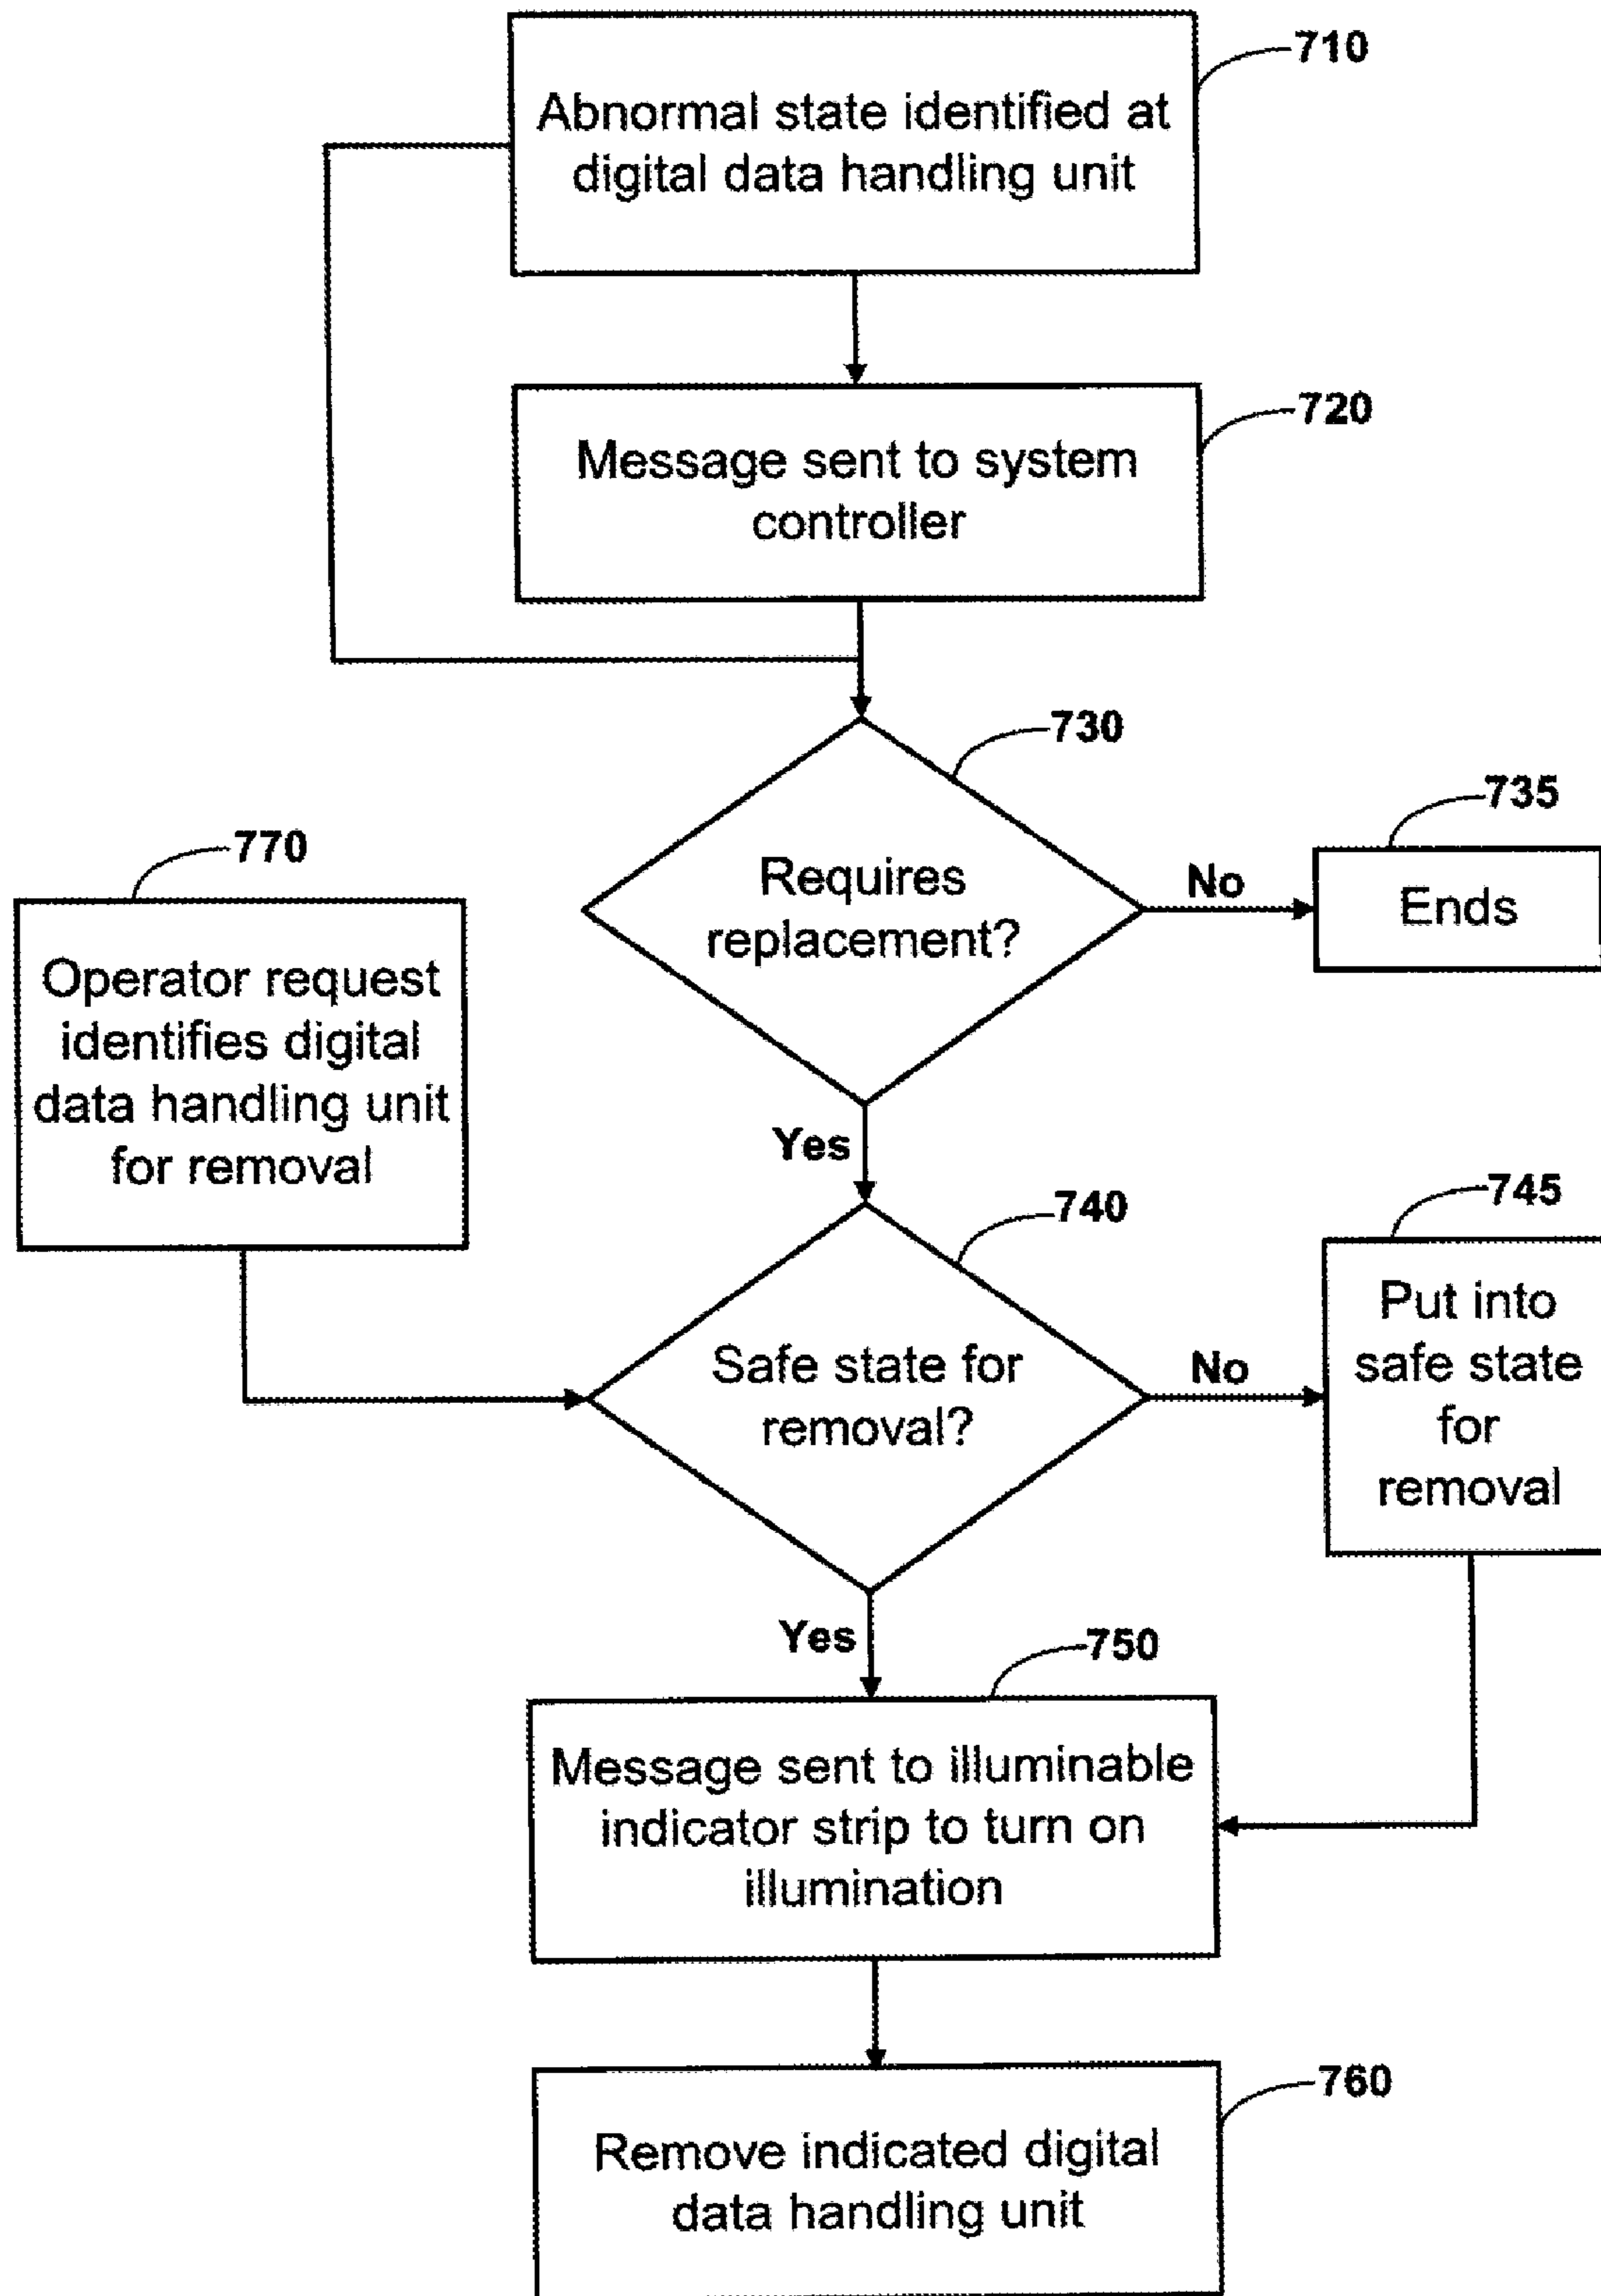 710
Abnormal state identified at
digital data handling unit
720
Message sent to system
controller
730
Requires
replacement?
No
735
Ends
770
Operator request
identifies digital
data handling unit
for removal
Yes
740
Safe state for
removal?
No
745
Put into
safe state
for
removal
Yes
750
Message sent to illuminable
indicator strip to turn on
illumination
760
Remove indicated digital
data handling unit